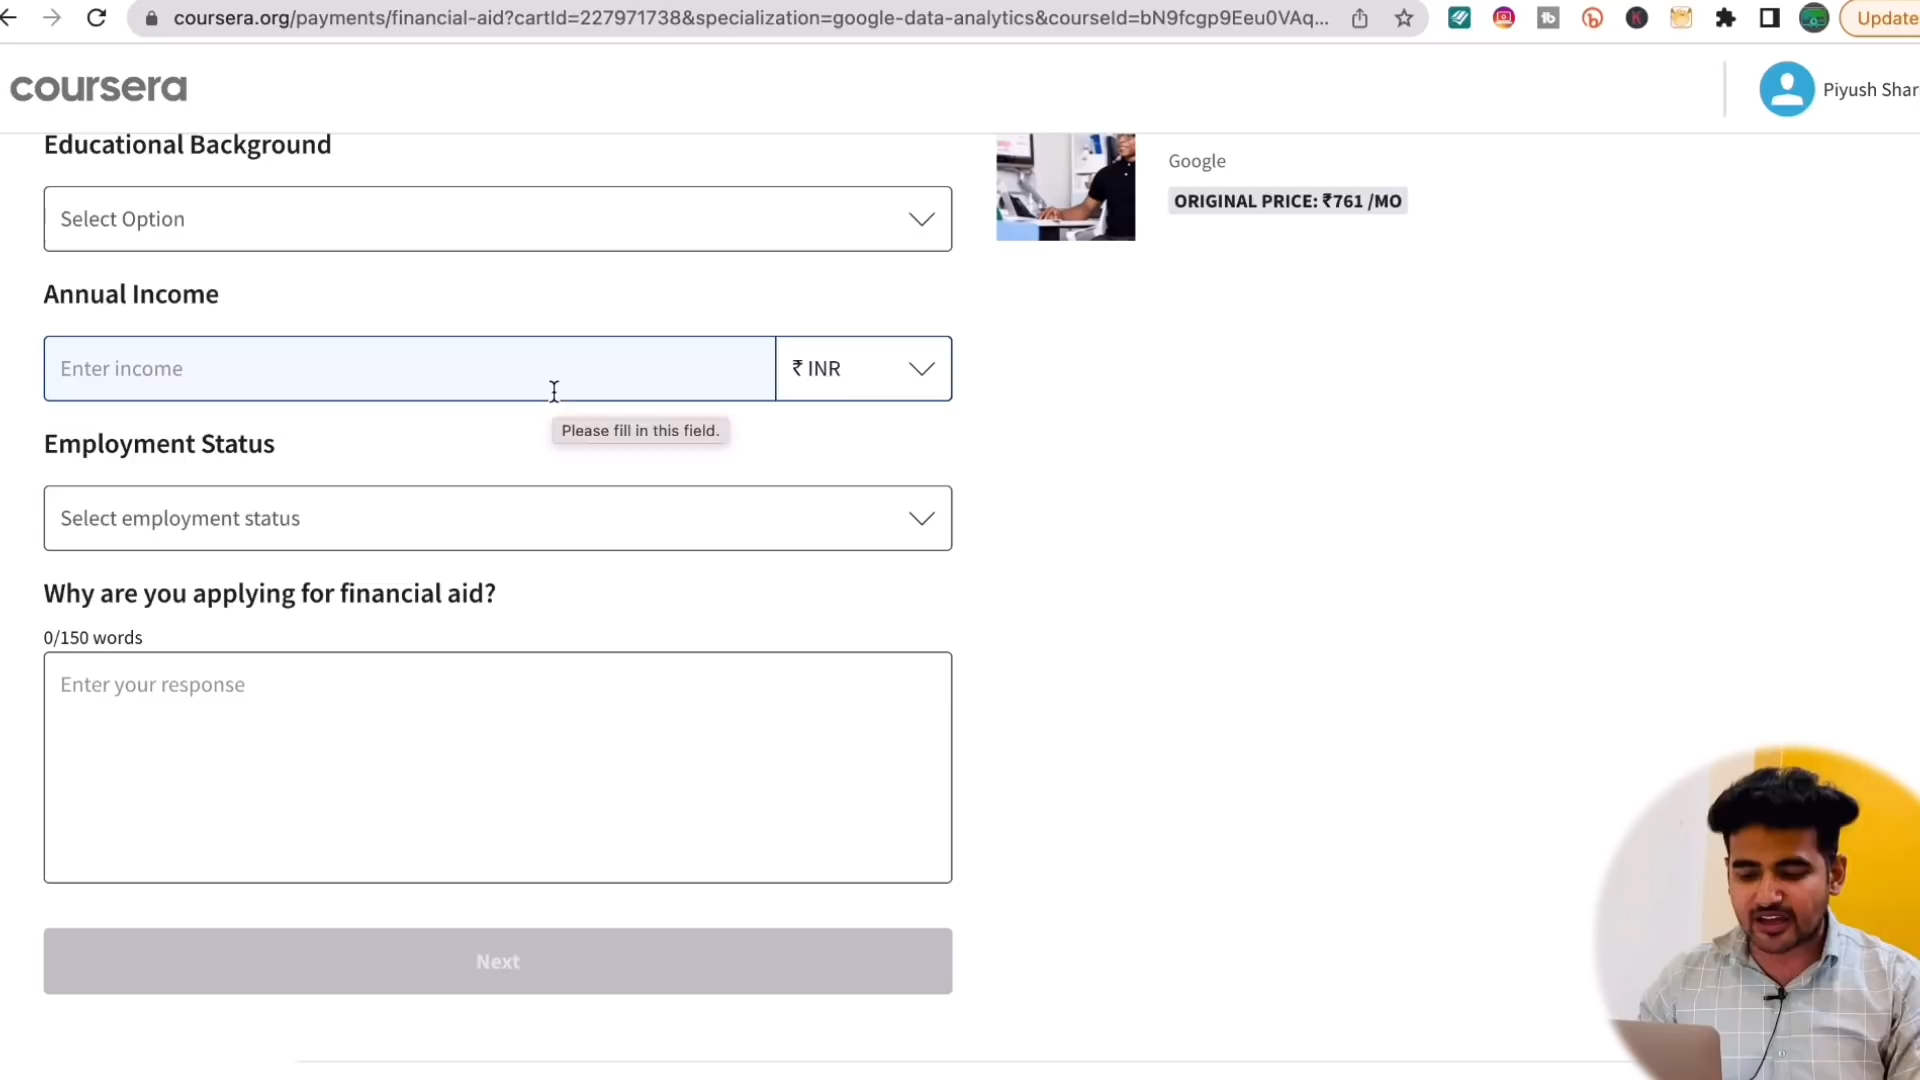 coursera.org/payments/financial-aid?cartId=227971738&specialization=google-data-analytics&courseId=bN9fcgp9Eeu0VAq...
Update
coursera
Piyush Shar
Educational Background
Google
Select Option
ORIGINAL PRICE: ₹761 /MO
Annual Income
Enter income
₹ INR
Please fill in this field.
Employment Status
Select employment status
Why are you applying for financial aid?
0/150 words
Enter your response
Next